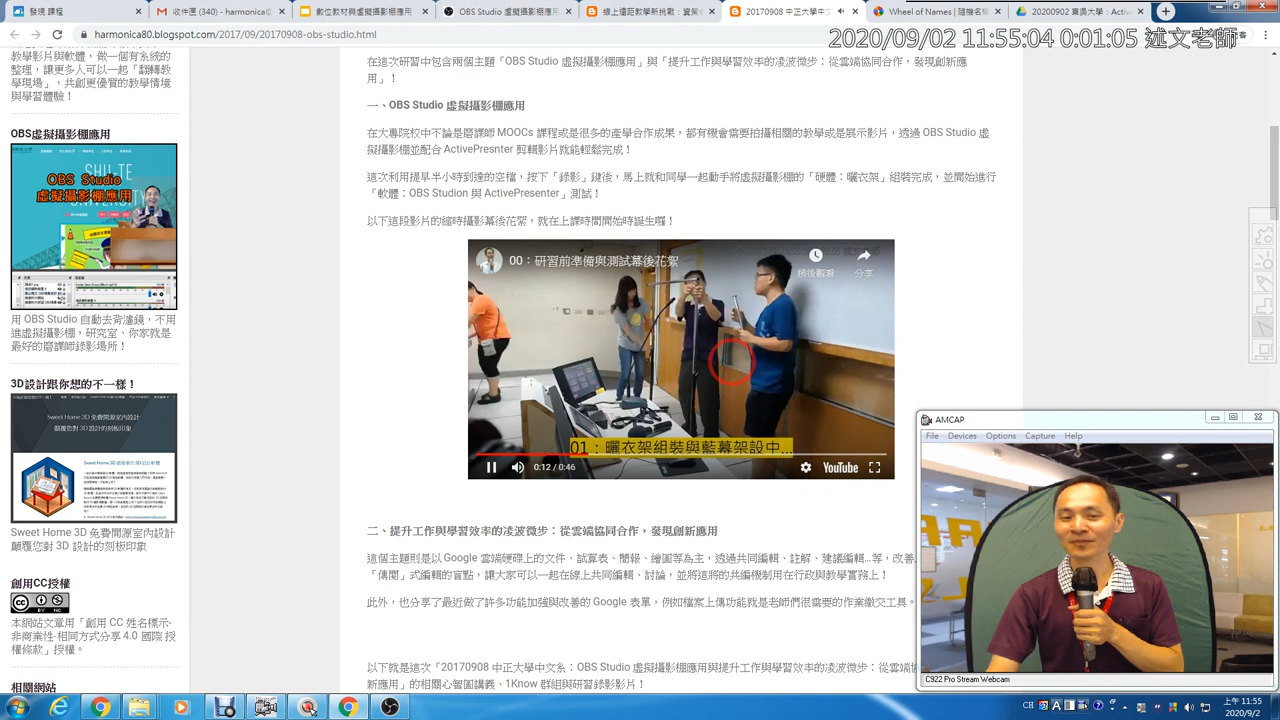 發現 課程
收件匣 (340) - harmonica@
數位教材與虛擬攝影棚應用
OBS Studio 虛擬攝影棚應用
線上遠距教學新挑戰：
20170908 中正大學中文
Wheel of Names | 隨機名
20200902 東吳大學：Activ
harmonica80.blogspot.com/2017/09/20170908-obs-studio.html
2020/09/02 11:55:04 0:01:05 述文老師
教學影片與軟體，做一個有系統的
整理，讓更多人可以一起「翻轉教
學現場」，共創更優質的教學情境
與學習體驗！
OBS虛擬攝影棚應用
SHU-TE
UNIVERSITY
OBS Studio
虛擬攝影棚應用
用 OBS Studio 自動去背濾鏡，不用
進虛擬攝影棚，研究室、你家就是
最好的磨課師錄影場所！
3D設計跟你想的不一樣！
Sweet Home 3D 免費開源室內設計
顛覆您對 3D 設計的刻板印象
Sweet Home 3D 免費開源室內設計
顛覆您對 3D 設計的刻板印象
創用CC授權
CC BY NC
本網站文章用「創用 CC 姓名標示-
非商業性-相同方式分享 4.0 國際 授
權條款」授權。
相關網站
在這次研習中包含兩個主題「OBS Studio 虛擬攝影棚應用」與「提升工作與學習效率的凌波微步：從雲端協同合作，發現創新應
用」！
一、OBS Studio 虛擬攝影棚應用
在大專院校中不論是磨課師 MOOCs 課程或是很多的產學合作成果，都有機會需要拍攝相關的教學或是展示影片，透過 OBS Studio 虛
擬攝影棚並配合 ActivePresnter 剪輯影片就能輕鬆完成！
這次利用提早半小時到達的空檔，按下「錄影」鍵後，馬上就和同學一起動手將虛擬攝影棚的「硬體：曬衣架」組裝完成，並開始進行
「軟體：OBS Studion 與 ActivePresenter」測試！
以下這段影片的縮時攝影幕後花絮，就在上課時間開始時誕生囉！
00：研習前準備與測試幕後花絮
稍後觀看
分享
01：曬衣架組裝與藍幕架設中...
YouTube
二、提升工作與學習效率的凌波微步：從雲端協同合作，發現創新應用
這個主題則是以 Google 雲端硬碟上的文件、試算表、簡報、繪圖等為主，透過共同編輯、註解、建議編輯...等，改善
「傳閱」式編輯的盲點，讓大家可以一起在線上共同編輯、討論，並將這將的共編機制用在行政與教學實務上！
此外，也分享了最近做了許多功能加強與改善的 Google 表單，例如檔案上傳功能就是老師們很需要的作業繳交工具。
以下就是這次「20170908 中正大學中文系：OBS Studio 虛擬攝影棚應用與提升工作與學習效率的凌波微步：從雲端
新應用」的相關心智圖講義、1Know 群組與研習錄影影片！
AMCAP
File Devices Options Capture Help
C922 Pro Stream Webcam
CH
上午 11:55
2020/9/2